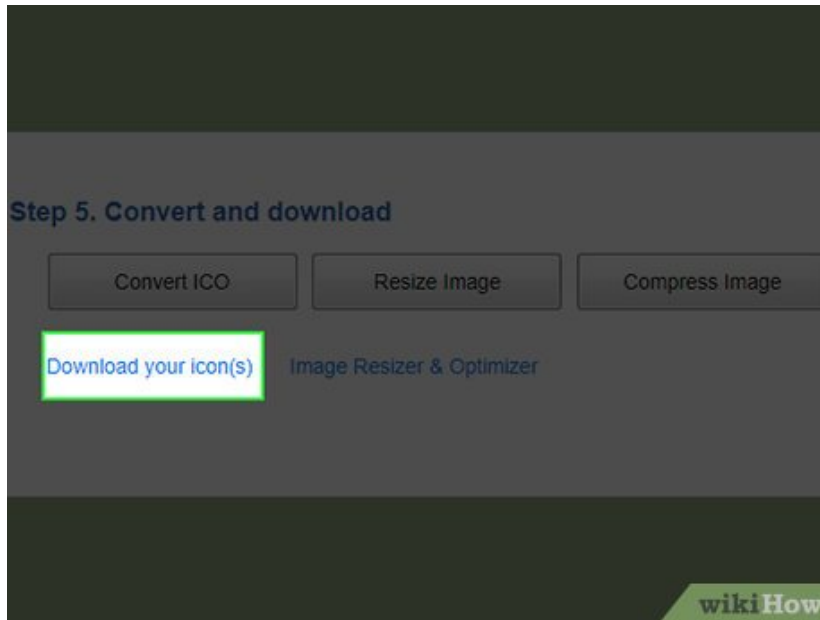 Step 5. Convert and download
Convert ICO
Resize Image
Compress Image
Download your icon(s)
Image Resizer & Optimizer
wikiHow